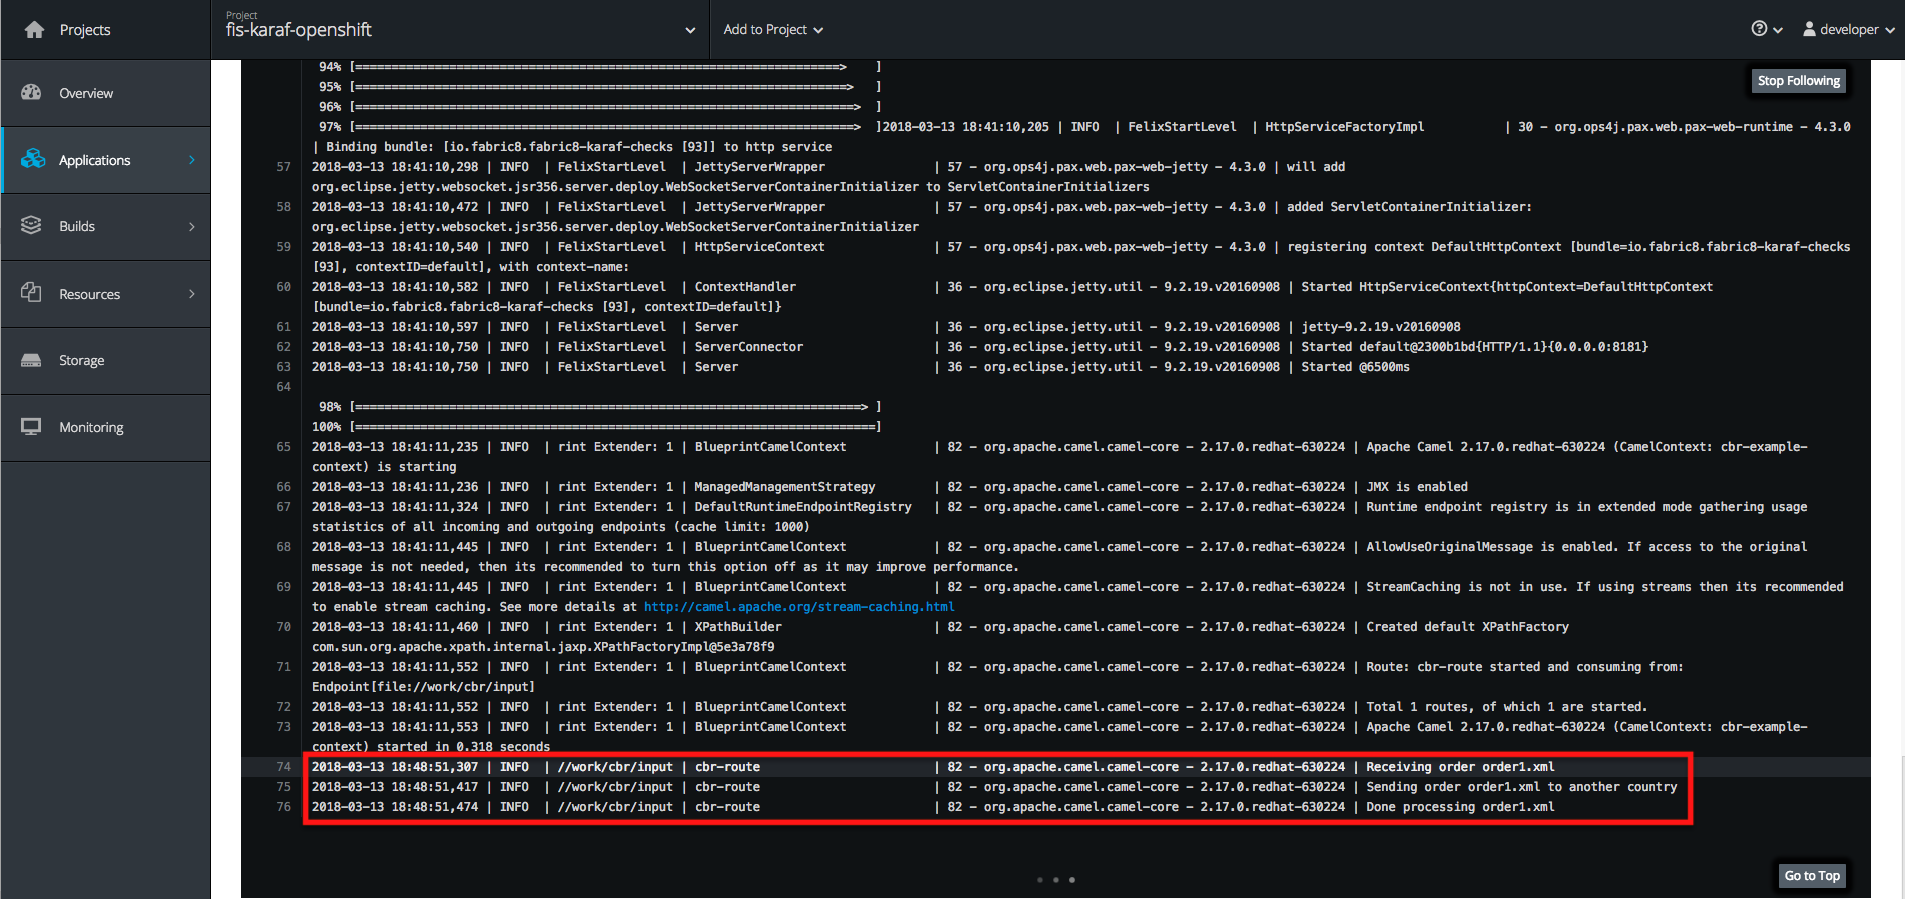 Projects
Project
fis-karaf-openshift
Add to Project
developer
Overview
Applications
Builds
Resources
Storage
Monitoring
Stop Following
94% [===================================================================>    ]
95% [====================================================================>   ]
96% [=====================================================================>  ]
97% [=====================================================================>  ]2018-03-13 18:41:10,205 | INFO  | FelixStartLevel  | HttpServiceFactoryImpl           | 30 - org.ops4j.pax.web.pax-web-runtime - 4.3.0
| Binding bundle: [io.fabric8.fabric8-karaf-checks [93]] to http service
57 2018-03-13 18:41:10,298 | INFO  | FelixStartLevel  | JettyServerWrapper               | 57 - org.ops4j.pax.web.pax-web-jetty - 4.3.0 | will add
org.eclipse.jetty.websocket.jsr356.server.deploy.WebSocketServerContainerInitializer to ServletContainerInitializers
58 2018-03-13 18:41:10,472 | INFO  | FelixStartLevel  | JettyServerWrapper               | 57 - org.ops4j.pax.web.pax-web-jetty - 4.3.0 | added ServletContainerInitializer:
org.eclipse.jetty.websocket.jsr356.server.deploy.WebSocketServerContainerInitializer
59 2018-03-13 18:41:10,540 | INFO  | FelixStartLevel  | HttpServiceContext               | 57 - org.ops4j.pax.web.pax-web-jetty - 4.3.0 | registering context DefaultHttpContext [bundle=io.fabric8.fabric8-karaf-checks
[93], contextID=default], with context-name:
60 2018-03-13 18:41:10,582 | INFO  | FelixStartLevel  | ContextHandler                   | 36 - org.eclipse.jetty.util - 9.2.19.v20160908 | Started HttpServiceContext{httpContext=DefaultHttpContext
[bundle=io.fabric8.fabric8-karaf-checks [93], contextID=default]}
61 2018-03-13 18:41:10,597 | INFO  | FelixStartLevel  | Server                           | 36 - org.eclipse.jetty.util - 9.2.19.v20160908 | jetty-9.2.19.v20160908
62 2018-03-13 18:41:10,750 | INFO  | FelixStartLevel  | ServerConnector                  | 36 - org.eclipse.jetty.util - 9.2.19.v20160908 | Started default@2300b1bd{HTTP/1.1}{0.0.0.0:8181}
63 2018-03-13 18:41:10,750 | INFO  | FelixStartLevel  | Server                           | 36 - org.eclipse.jetty.util - 9.2.19.v20160908 | Started @6500ms
64
98% [======================================================================> ]
100% [========================================================================]
65 2018-03-13 18:41:11,235 | INFO  | rint Extender: 1 | BlueprintCamelContext            | 82 - org.apache.camel.camel-core - 2.17.0.redhat-630224 | Apache Camel 2.17.0.redhat-630224 (CamelContext: cbr-example-
context) is starting
66 2018-03-13 18:41:11,236 | INFO  | rint Extender: 1 | ManagedManagementStrategy        | 82 - org.apache.camel.camel-core - 2.17.0.redhat-630224 | JMX is enabled
67 2018-03-13 18:41:11,324 | INFO  | rint Extender: 1 | DefaultRuntimeEndpointRegistry   | 82 - org.apache.camel.camel-core - 2.17.0.redhat-630224 | Runtime endpoint registry is in extended mode gathering usage
statistics of all incoming and outgoing endpoints (cache limit: 1000)
68 2018-03-13 18:41:11,445 | INFO  | rint Extender: 1 | BlueprintCamelContext            | 82 - org.apache.camel.camel-core - 2.17.0.redhat-630224 | AllowUseOriginalMessage is enabled. If access to the original
message is not needed, then its recommended to turn this option off as it may improve performance.
69 2018-03-13 18:41:11,445 | INFO  | rint Extender: 1 | BlueprintCamelContext            | 82 - org.apache.camel.camel-core - 2.17.0.redhat-630224 | StreamCaching is not in use. If using streams then its recommended
to enable stream caching. See more details at http://camel.apache.org/stream-caching.html
70 2018-03-13 18:41:11,460 | INFO  | rint Extender: 1 | XPathBuilder                     | 82 - org.apache.camel.camel-core - 2.17.0.redhat-630224 | Created default XPathFactory
com.sun.org.apache.xpath.internal.jaxp.XPathFactoryImpl@5e3a78f9
71 2018-03-13 18:41:11,552 | INFO  | rint Extender: 1 | BlueprintCamelContext            | 82 - org.apache.camel.camel-core - 2.17.0.redhat-630224 | Route: cbr-route started and consuming from:
Endpoint[file://work/cbr/input]
72 2018-03-13 18:41:11,552 | INFO  | rint Extender: 1 | BlueprintCamelContext            | 82 - org.apache.camel.camel-core - 2.17.0.redhat-630224 | Total 1 routes, of which 1 are started.
73 2018-03-13 18:41:11,553 | INFO  | rint Extender: 1 | BlueprintCamelContext            | 82 - org.apache.camel.camel-core - 2.17.0.redhat-630224 | Apache Camel 2.17.0.redhat-630224 (CamelContext: cbr-example-
context) started in 0.318 seconds
74 2018-03-13 18:48:51,307 | INFO  | //work/cbr/input | cbr-route                        | 82 - org.apache.camel.camel-core - 2.17.0.redhat-630224 | Receiving order order1.xml
75 2018-03-13 18:48:51,417 | INFO  | //work/cbr/input | cbr-route                        | 82 - org.apache.camel.camel-core - 2.17.0.redhat-630224 | Sending order order1.xml to another country
76 2018-03-13 18:48:51,474 | INFO  | //work/cbr/input | cbr-route                        | 82 - org.apache.camel.camel-core - 2.17.0.redhat-630224 | Done processing order1.xml
Go to Top